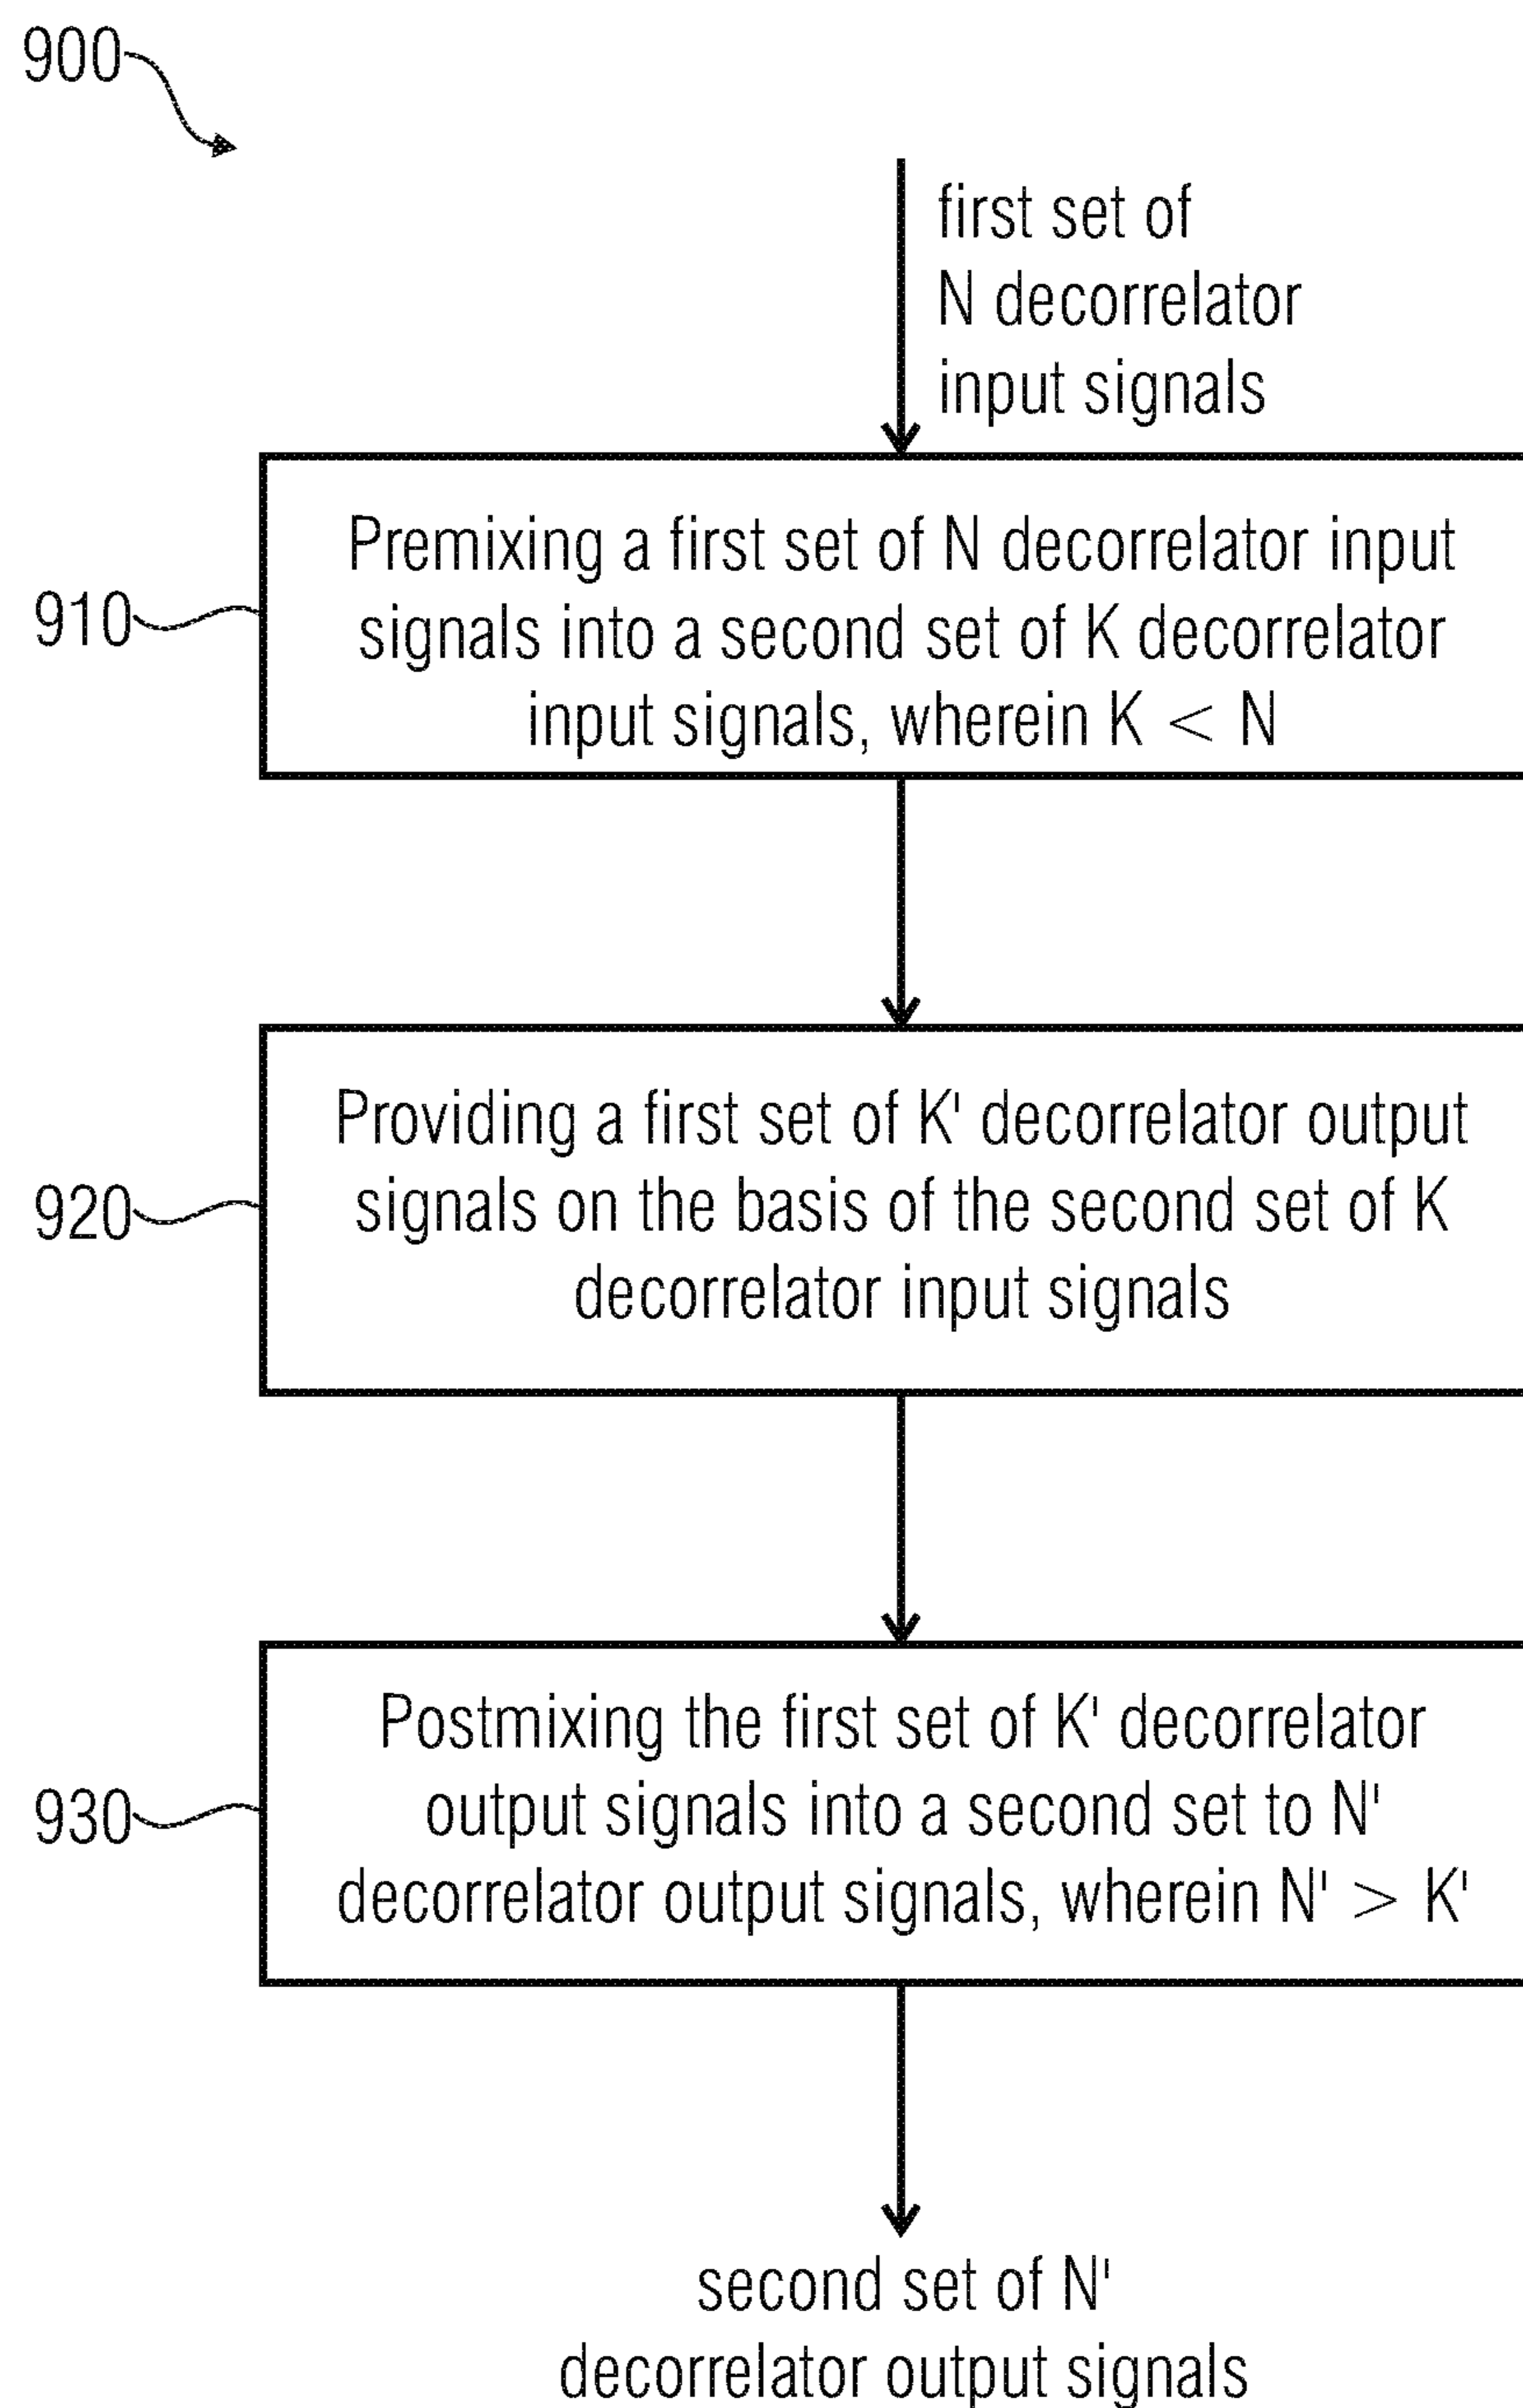 900
first set of
N decorrelator
input signals
Premixing a first set of N decorrelator input
signals into a second set of K decorrelator
input signals, wherein K < N
910
Providing a first set of K' decorrelator output
signals on the basis of the second set of K
decorrelator input signals
920
Postmixing the first set of K' decorrelator
output signals into a second set to N'
decorrelator output signals, wherein N' > K'
930
second set of N'
decorrelator output signals